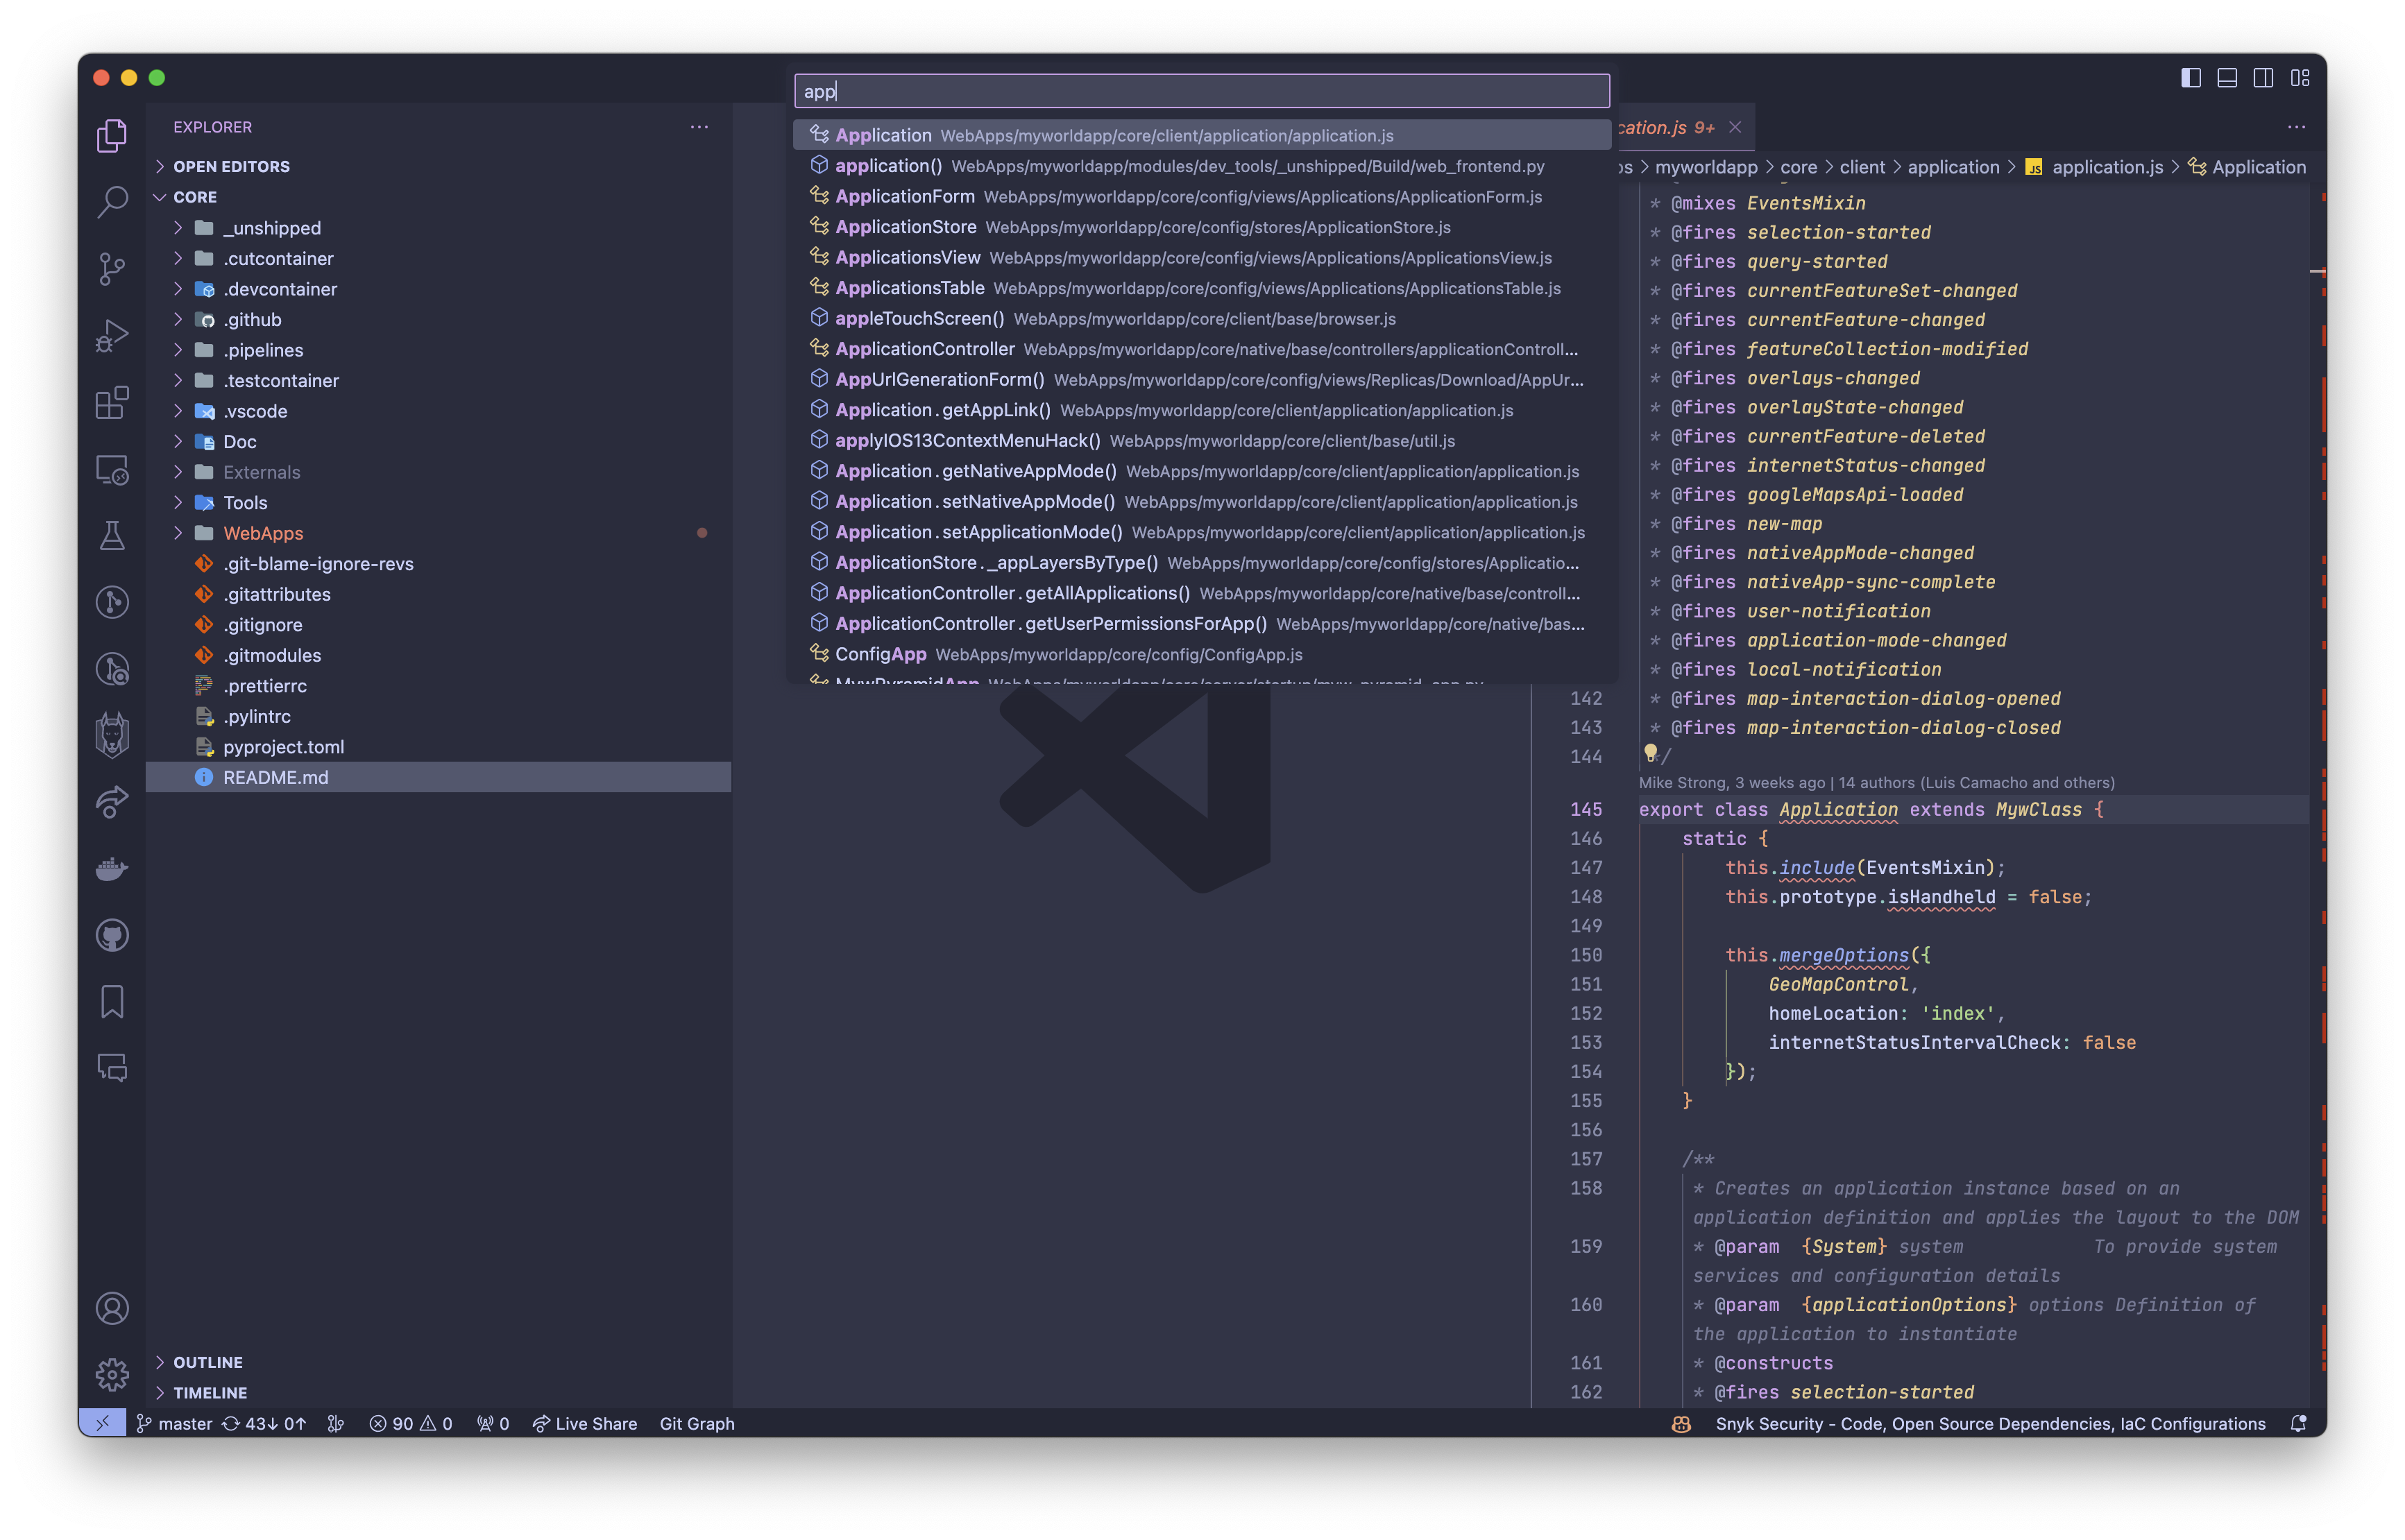 app
Application WebApps/myworldapp/core/client/application/application.js
application() WebApps/myworldapp/modules/dev_tools/_unshipped/Build/web_frontend.py
ApplicationForm WebApps/myworldapp/core/config/views/Applications/ApplicationForm.js
ApplicationStore WebApps/myworldapp/core/config/stores/ApplicationStore.js
ApplicationsView WebApps/myworldapp/core/config/views/Applications/ApplicationsView.js
ApplicationsTable WebApps/myworldapp/core/config/views/Applications/ApplicationsTable.js
appleTouchScreen() WebApps/myworldapp/core/client/base/browser.js
ApplicationController WebApps/myworldapp/core/native/base/controllers/applicationControll...
AppUrlGenerationForm() WebApps/myworldapp/core/config/views/Replicas/Download/AppUr...
Application.getAppLink() WebApps/myworldapp/core/client/application/application.js
applyIOS13ContextMenuHack() WebApps/myworldapp/core/client/base/util.js
Application.getNativeAppMode() WebApps/myworldapp/core/client/application/application.js
Application.setNativeAppMode() WebApps/myworldapp/core/client/application/application.js
Application.setApplicationMode() WebApps/myworldapp/core/client/application/application.js
ApplicationStore._appLayersByType() WebApps/myworldapp/core/config/stores/Applicatio...
ApplicationController.getAllApplications() WebApps/myworldapp/core/native/base/controll...
ApplicationController.getUserPermissionsForApp() WebApps/myworldapp/core/native/bas...
ConfigApp WebApps/myworldapp/core/config/ConfigApp.js
MywPyramidApp WebApps/myworldapp/core/server/startup/myw_pyramid_app.py
EXPLORER
OPEN EDITORS
CORE
_unshipped
.cutcontainer
.devcontainer
.github
.pipelines
.testcontainer
.vscode
Doc
Externals
Tools
WebApps
.git-blame-ignore-revs
.gitattributes
.gitignore
.gitmodules
.prettierrc
.pylintrc
pyproject.toml
README.md
OUTLINE
TIMELINE
cation.js 9+
ps > myworldapp > core > client > application > JS application.js > Application
* @mixes EventsMixin
* @fires selection-started
* @fires query-started
* @fires currentFeatureSet-changed
* @fires currentFeature-changed
* @fires featureCollection-modified
* @fires overlays-changed
* @fires overlayState-changed
* @fires currentFeature-deleted
* @fires internetStatus-changed
* @fires googleMapsApi-loaded
* @fires new-map
* @fires nativeAppMode-changed
* @fires nativeApp-sync-complete
* @fires user-notification
* @fires application-mode-changed
* @fires local-notification
142 * @fires map-interaction-dialog-opened
143 * @fires map-interaction-dialog-closed
144 */
Mike Strong, 3 weeks ago | 14 authors (Luis Camacho and others)
145 export class Application extends MywClass {
146 static {
147 this.include(EventsMixin);
148 this.prototype.isHandheld = false;
149
150 this.mergeOptions({
151 GeoMapControl,
152 homeLocation: 'index',
153 internetStatusIntervalCheck: false
154 });
155 }
156
157 /**
158 * Creates an application instance based on an
application definition and applies the layout to the DOM
159 * @param {System} system To provide system
services and configuration details
160 * @param {applicationOptions} options Definition of
the application to instantiate
161 * @constructs
162 * @fires selection-started
master 43↓ 0↑ 90 0 0 Live Share Git Graph
Snyk Security - Code, Open Source Dependencies, IaC Configurations